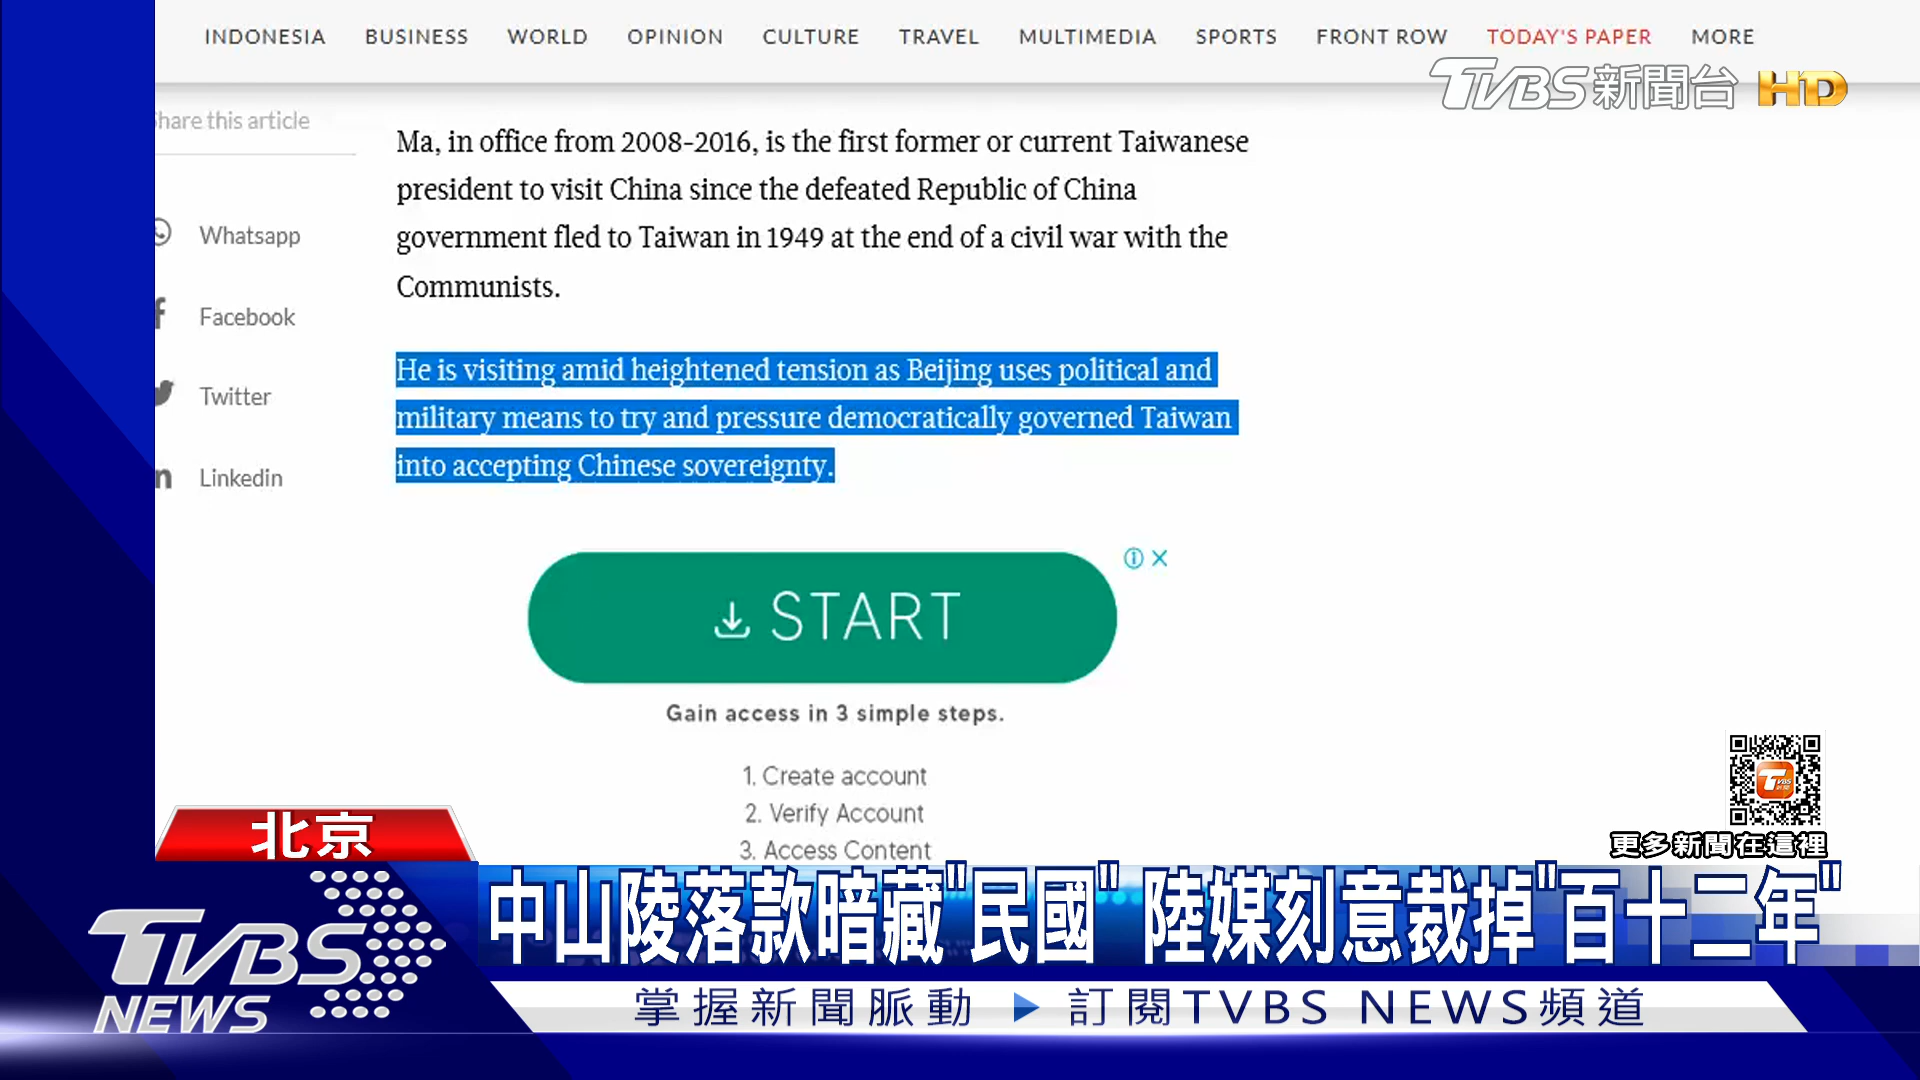 INDONESIA BUSINESS WORLD OPINION CULTURE TRAVEL MULTIMEDIA SPORTS FRONT ROW TODAY'S PAPER MORE
TVBS新聞台 HD
Share this article
Whatsapp
Facebook
Twitter
Linkedin
Ma, in office from 2008-2016, is the first former or current Taiwanese
president to visit China since the defeated Republic of China
government fled to Taiwan in 1949 at the end of a civil war with the
Communists.
He is visiting amid heightened tension as Beijing uses political and
military means to try and pressure democratically governed Taiwan
into accepting Chinese sovereignty.
START
Gain access in 3 simple steps.
1. Create account
2. Verify Account
3. Access Content
更多新聞在這裡
北京
中山陵落款暗藏"民國" 陸媒刻意裁掉"百十二年"
TVBS
NEWS
掌握新聞脈動 ▶ 訂閱TVBS NEWS頻道